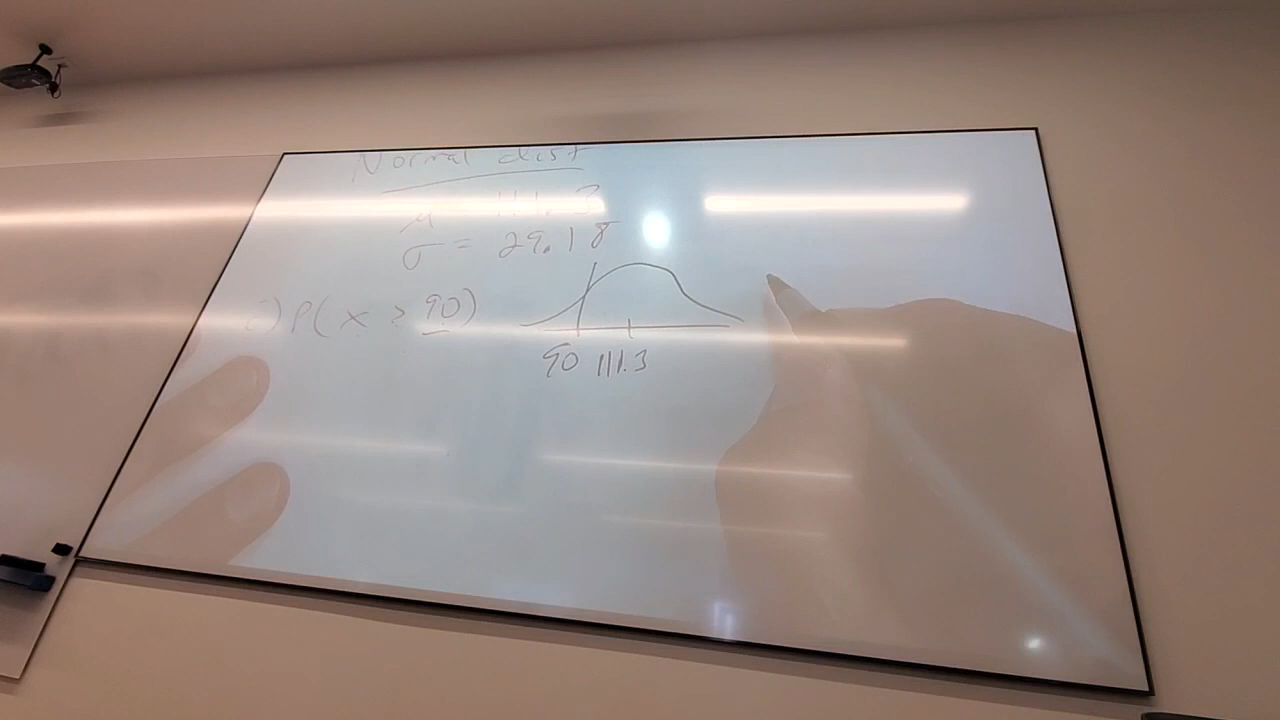 Normal dist
μ 111.3
σ = 29.18
a) P(x > 90)
90 111.3